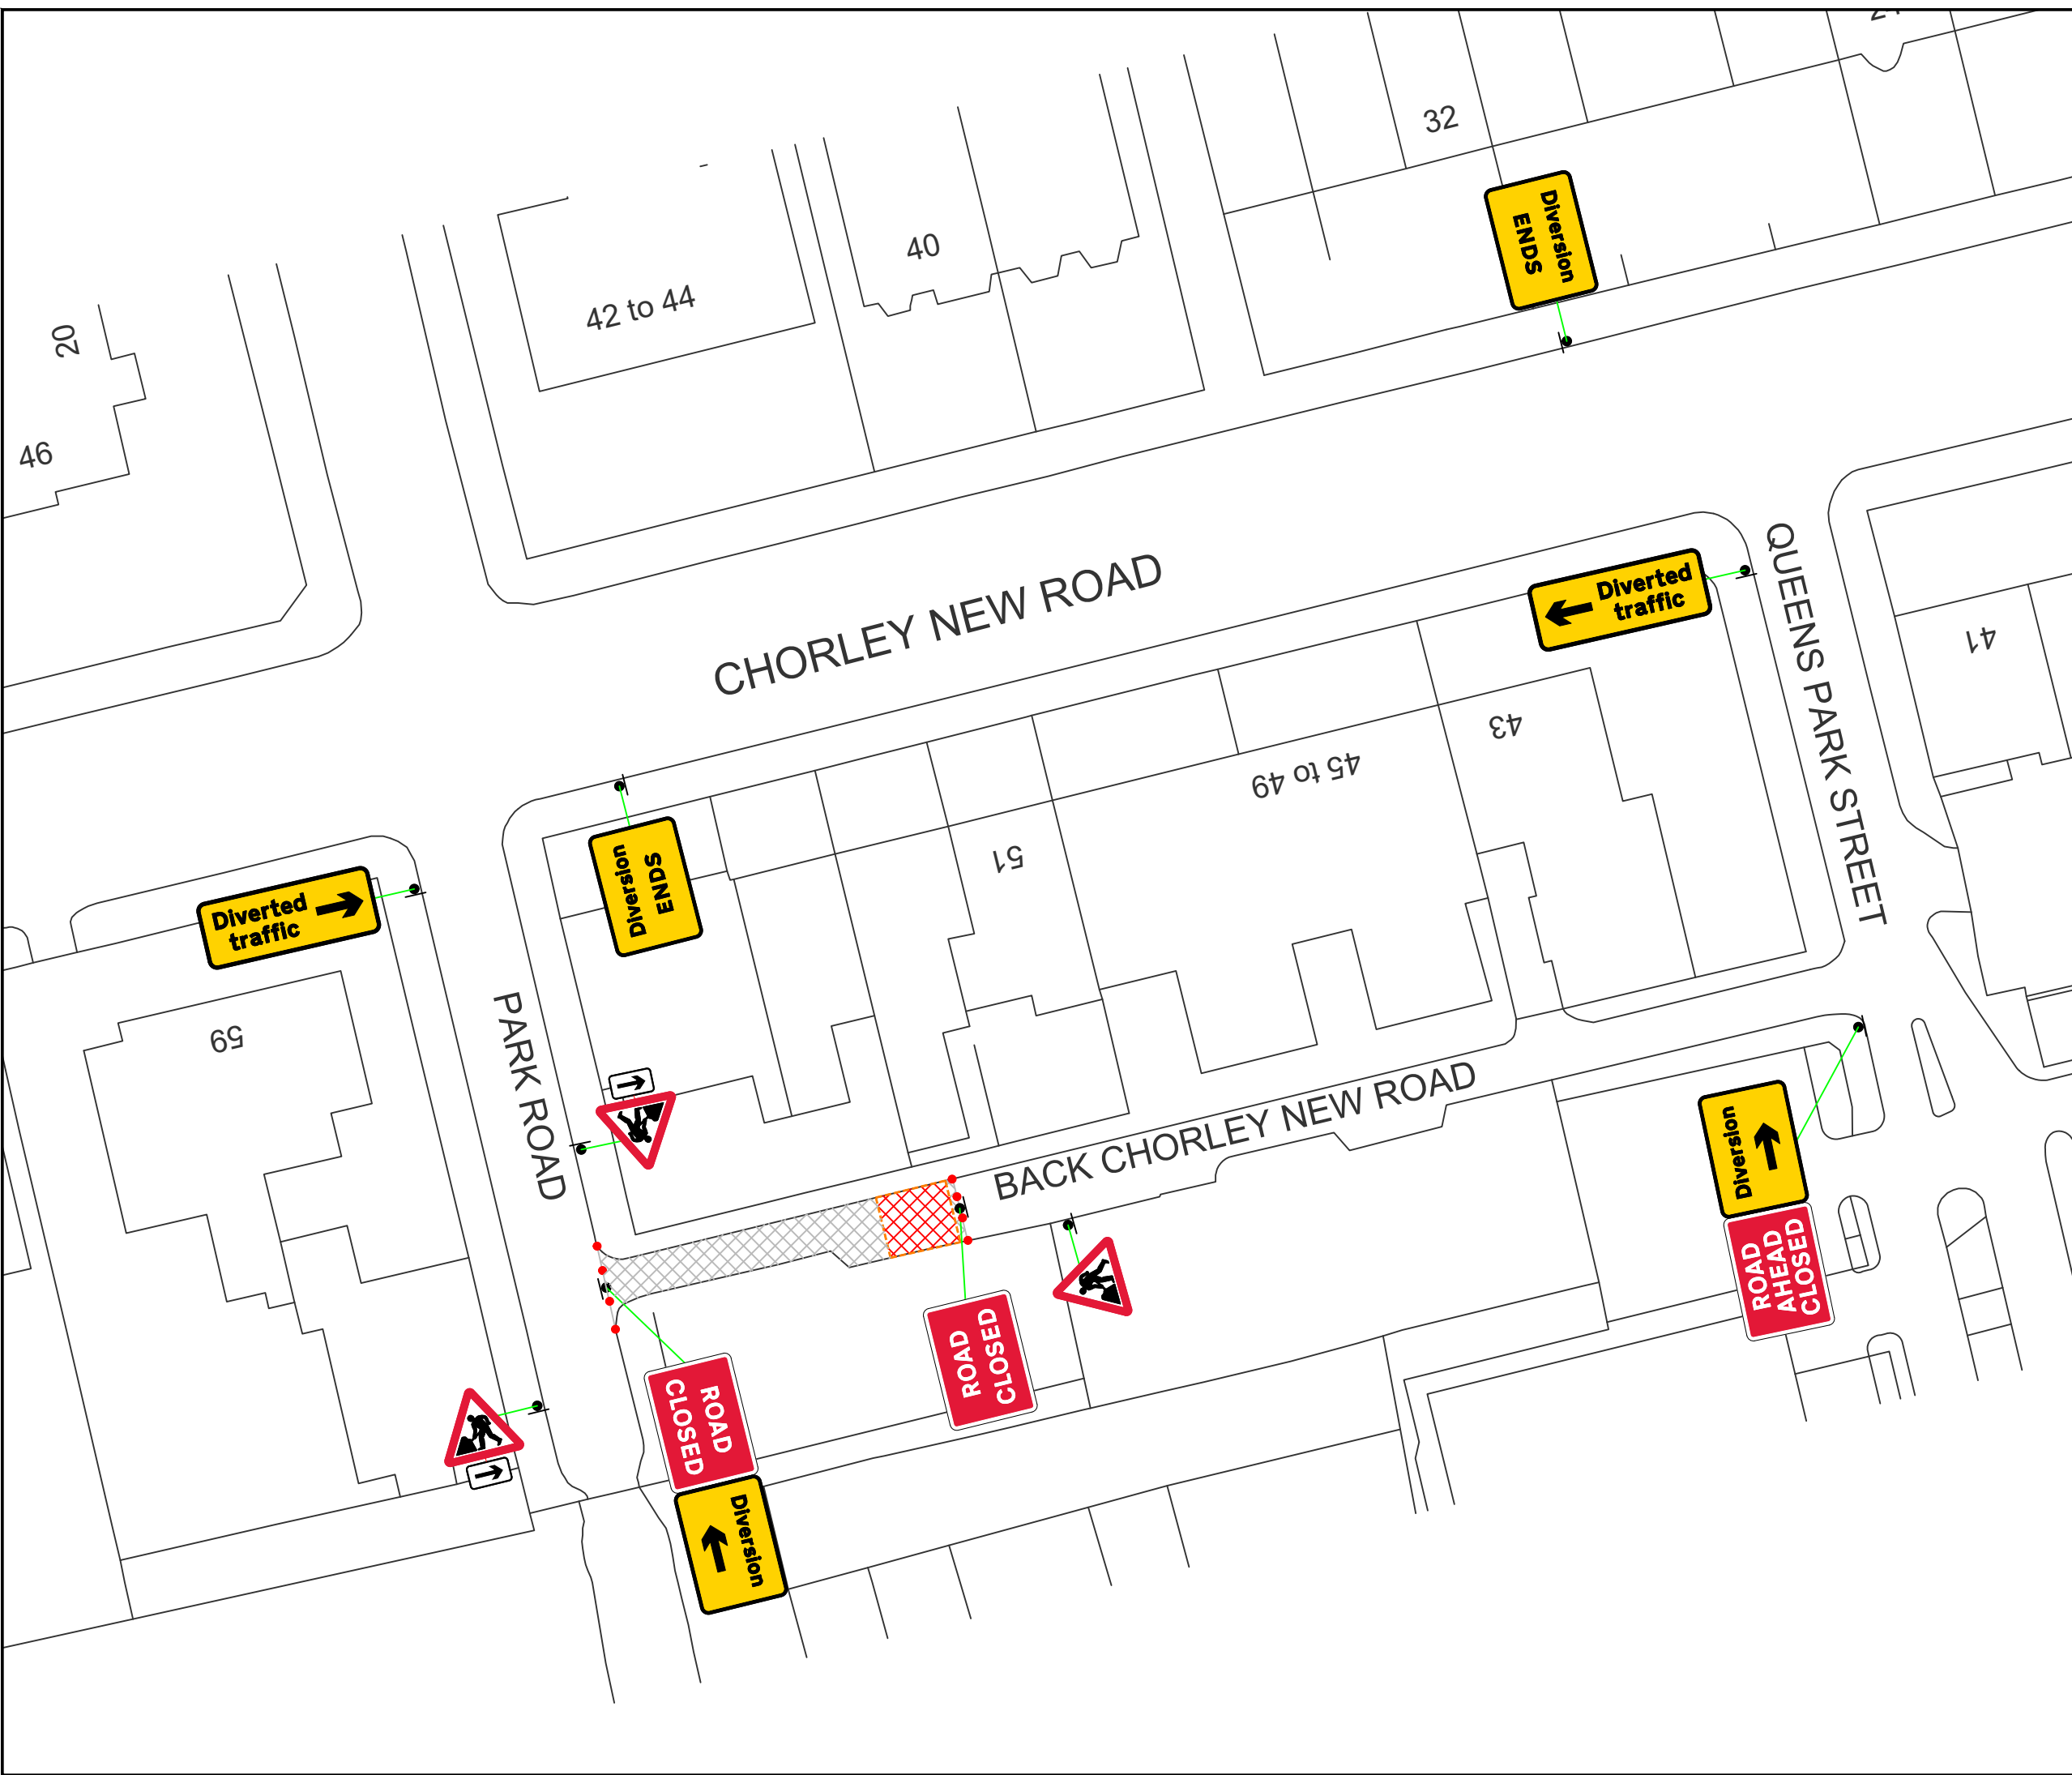 32
Diversion
ENDS
40
42 to 44
20
46
CHORLEY NEW ROAD
Diverted
traffic
QUEENS PARK STREET
41
43
45 to 49
51
Diversion
ENDS
Diverted
traffic
59
PARK ROAD
BACK CHORLEY NEW ROAD
Diversion
ROAD
AHEAD
CLOSED
ROAD
CLOSED
ROAD
CLOSED
Diversion